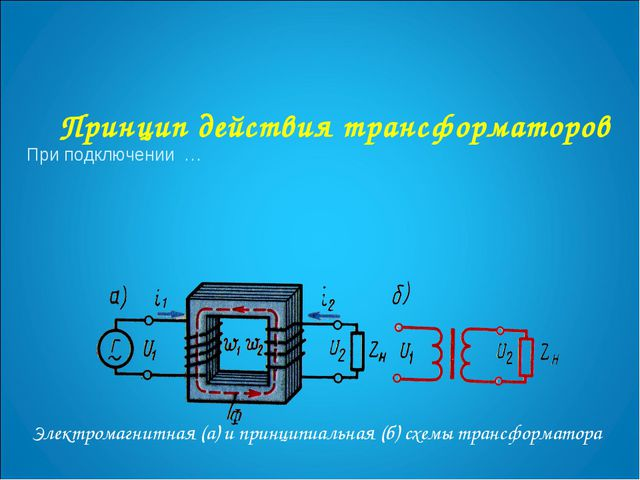 Принцип действия трансформаторов
При подключении ...
а) i₁ i₂ б)
Г ~ U₁ w₁ w₂ U₂ Zн U₁ U₂ Zн
Ф
Электромагнитная (а) и принципиальная (б) схемы трансформатора